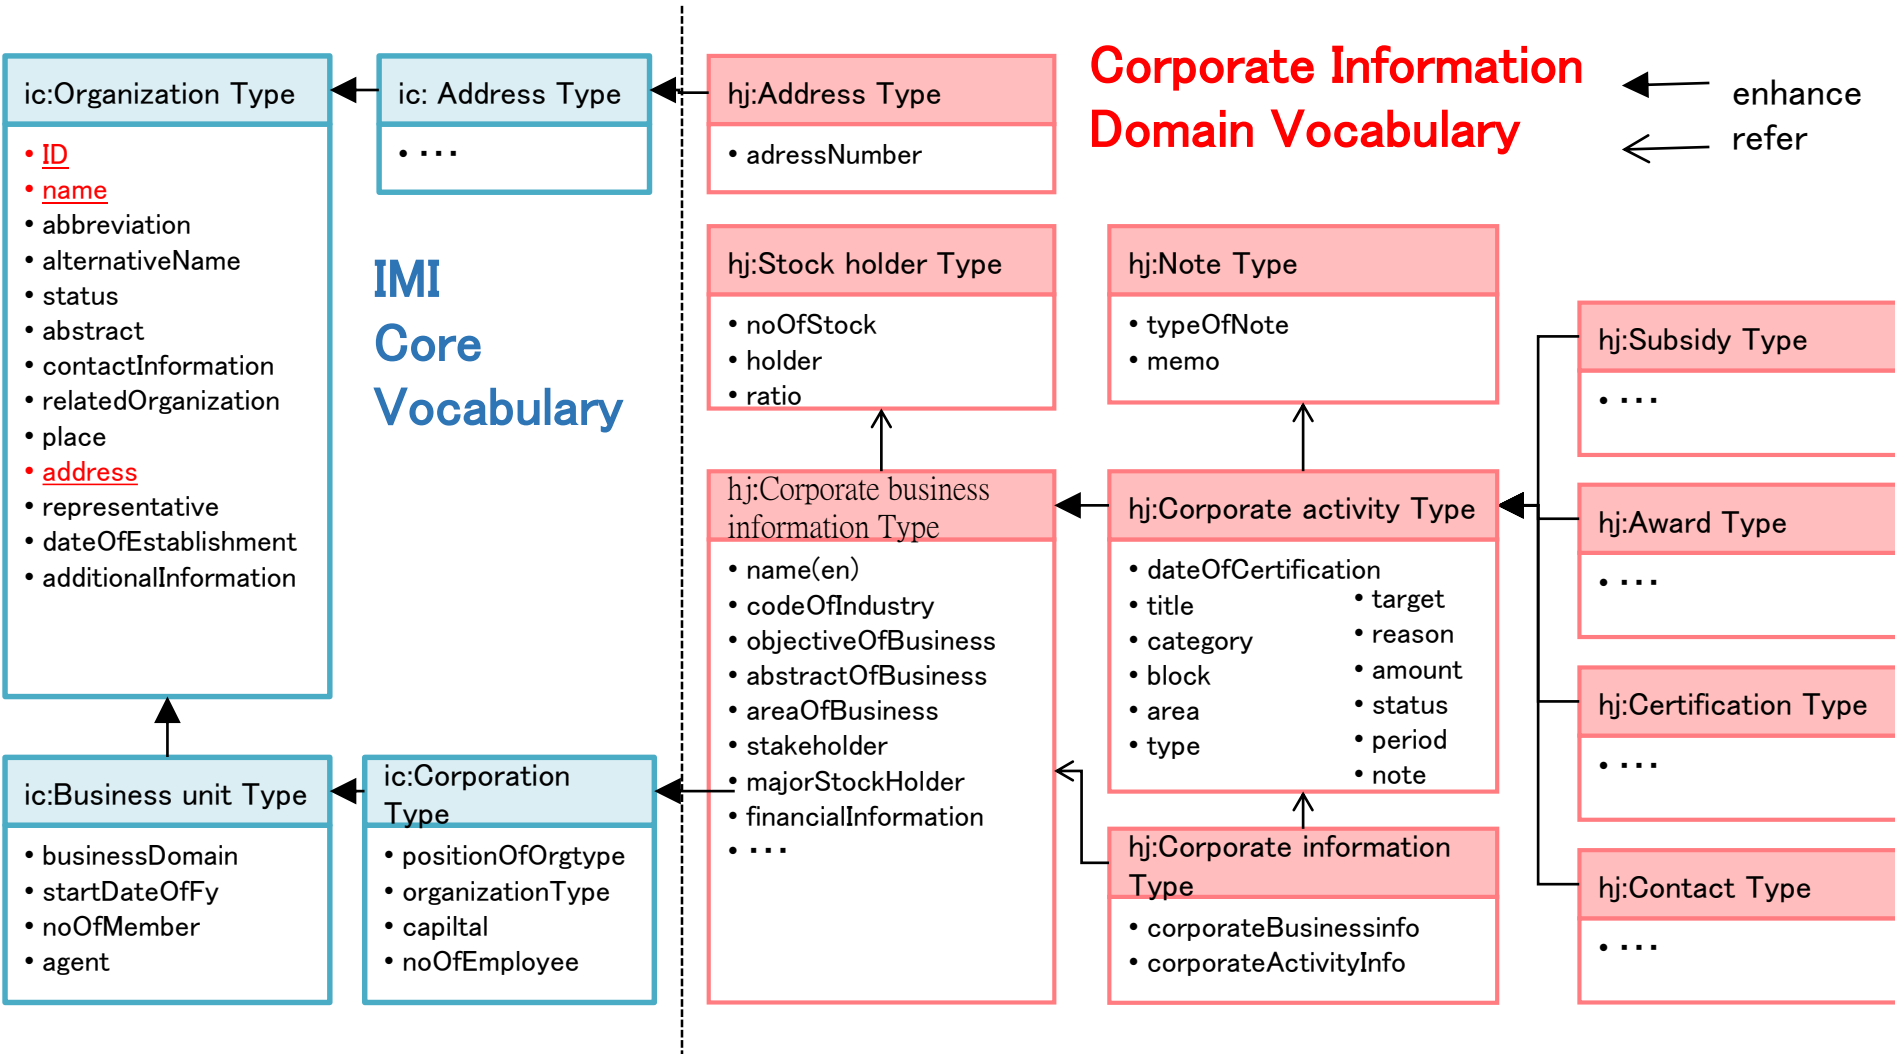 ic:Organization Type
• ID
• name
• abbreviation
• alternativeName
• status
• abstract
• contactInformation
• relatedOrganization
• place
• address
• representative
• dateOfEstablishment
• additionalInformation
ic: Address Type
• ･･･
IMI
Core
Vocabulary
ic:Business unit Type
• businessDomain
• startDateOfFy
• noOfMember
• agent
ic:Corporation
Type
• positionOfOrgtype
• organizationType
• capiltal
• noOfEmployee
hj:Address Type
• adressNumber
Corporate Information
Domain Vocabulary
enhance
refer
hj:Stock holder Type
• noOfStock
• holder
• ratio
hj:Note Type
• typeOfNote
• memo
hj:Corporate business
information Type
• name(en)
• codeOfIndustry
• objectiveOfBusiness
• abstractOfBusiness
• areaOfBusiness
• stakeholder
• majorStockHolder
• financialInformation
• ･･･
hj:Corporate activity Type
• dateOfCertification
• title
• category
• block
• area
• type
• target
• reason
• amount
• status
• period
• note
hj:Corporate information
Type
• corporateBusinessinfo
• corporateActivityInfo
hj:Subsidy Type
• ･･･
hj:Award Type
• ･･･
hj:Certification Type
• ･･･
hj:Contact Type
• ･･･